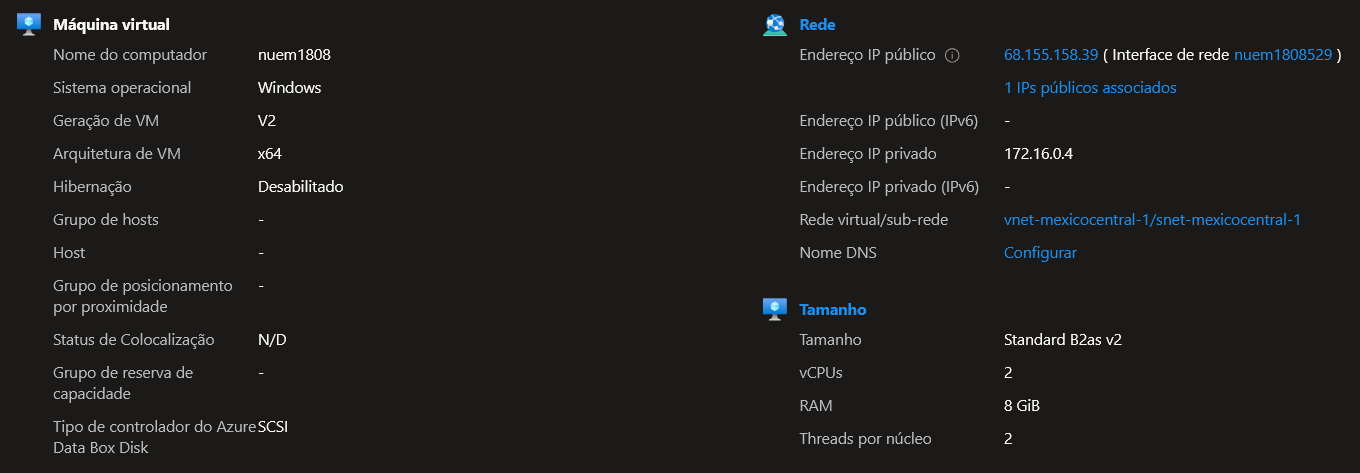 Máquina virtual
Nome do computador nuem1808
Sistema operacional Windows
Geração de VM V2
Arquitetura de VM x64
Hibernação Desabilitado
Grupo de hosts -
Host -
Grupo de posicionamento -
por proximidade
Status de Colocalização N/D
Grupo de reserva de -
capacidade
Tipo de controlador do Azure SCSI
Data Box Disk
Rede
Endereço IP público 68.155.158.39 ( Interface de rede nuem1808529 )
1 IPs públicos associados
Endereço IP público (IPv6) -
Endereço IP privado 172.16.0.4
Endereço IP privado (IPv6) -
Rede virtual/sub-rede vnet-mexicocentral-1/snet-mexicocentral-1
Nome DNS Configurar
Tamanho
Tamanho Standard B2as v2
vCPUs 2
RAM 8 GiB
Threads por núcleo 2